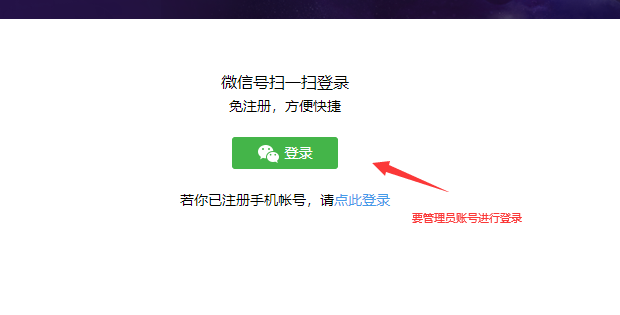 微信号扫一扫登录
免注册，方便快捷
登录
若你已注册手机帐号，请点此登录
要管理员账号进行登录